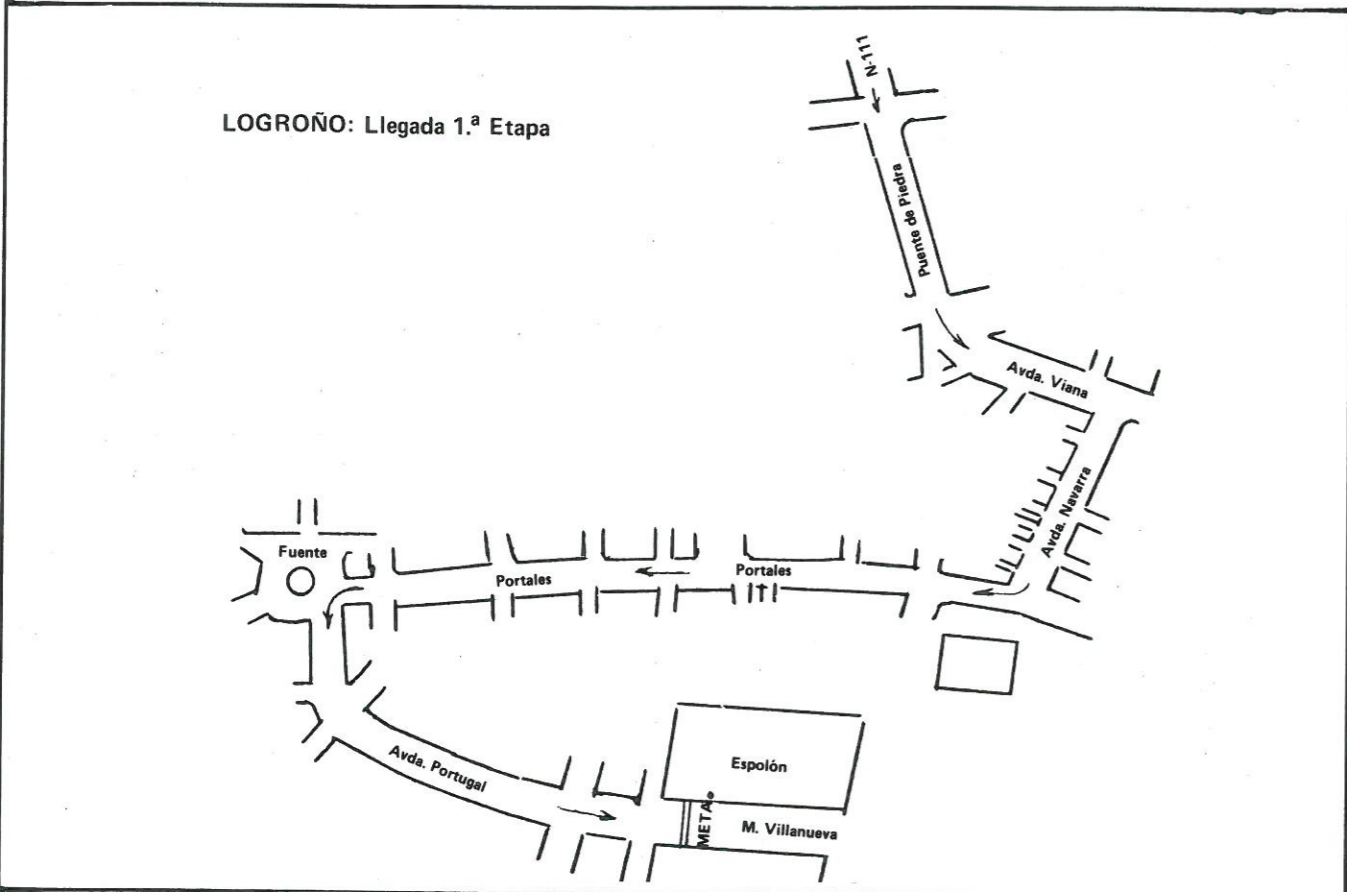 LOGROÑO: Llegada 1.ª Etapa
N-111
Puente de Piedra
Avda. Viana
Avda. Navarra
Fuente
Portales
Portales
Avda. Portugal
Espolón
META
M. Villanueva